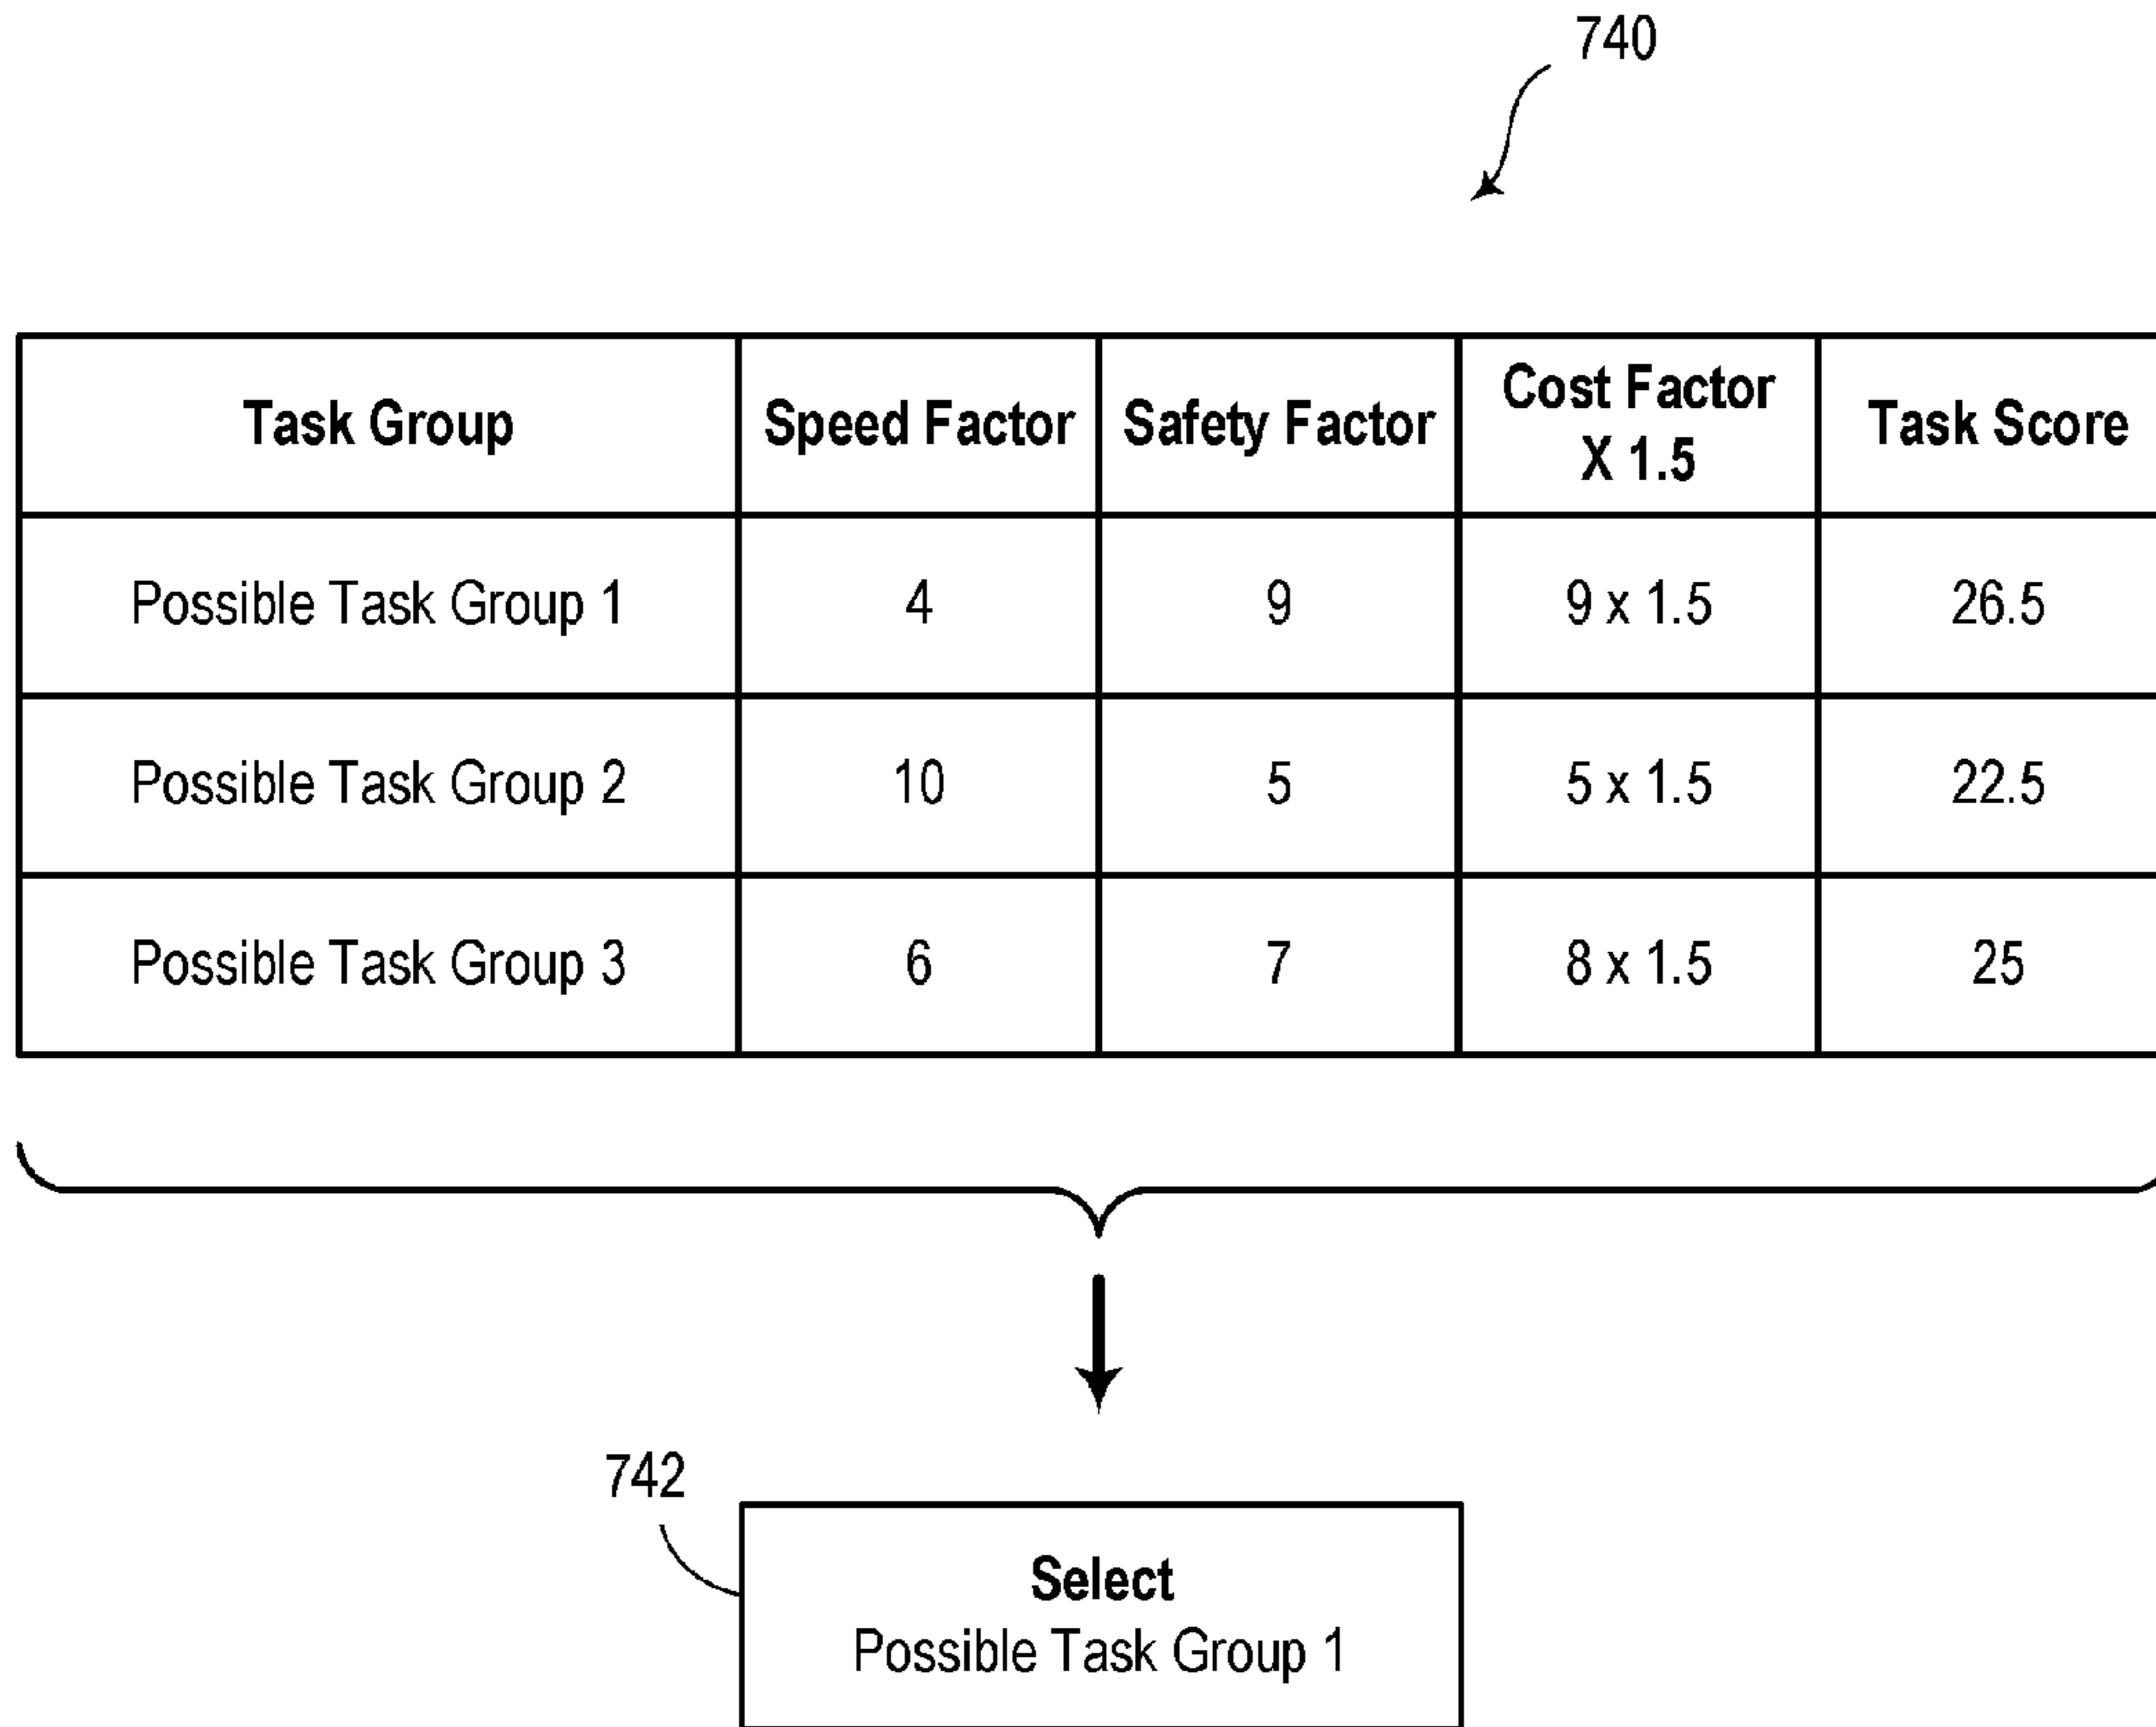 740
Task Group Speed Factor Safety Factor Cost Factor X 1.5 Task Score
Possible Task Group 1 4 9 9 x 1.5 26.5
Possible Task Group 2 10 5 5 x 1.5 22.5
Possible Task Group 3 6 7 8 x 1.5 25
742
Select
Possible Task Group 1